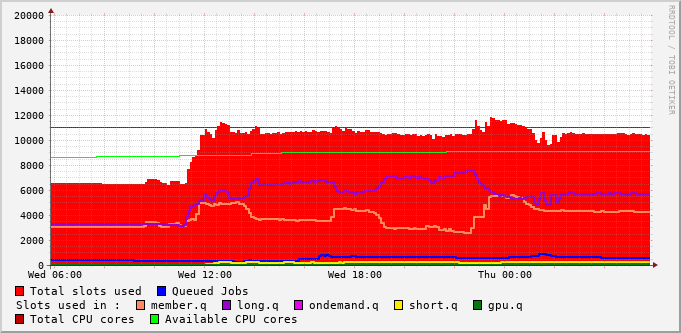 20000
18000
16000
14000
12000
10000
8000
6000
4000
2000
0
Wed 06:00 Wed 12:00 Wed 18:00 Thu 00:00
RRDTOOL / TOBI OETIKER
Total slots used Queued Jobs
Slots used in : member.q long.q ondemand.q short.q gpu.q
Total CPU cores Available CPU cores